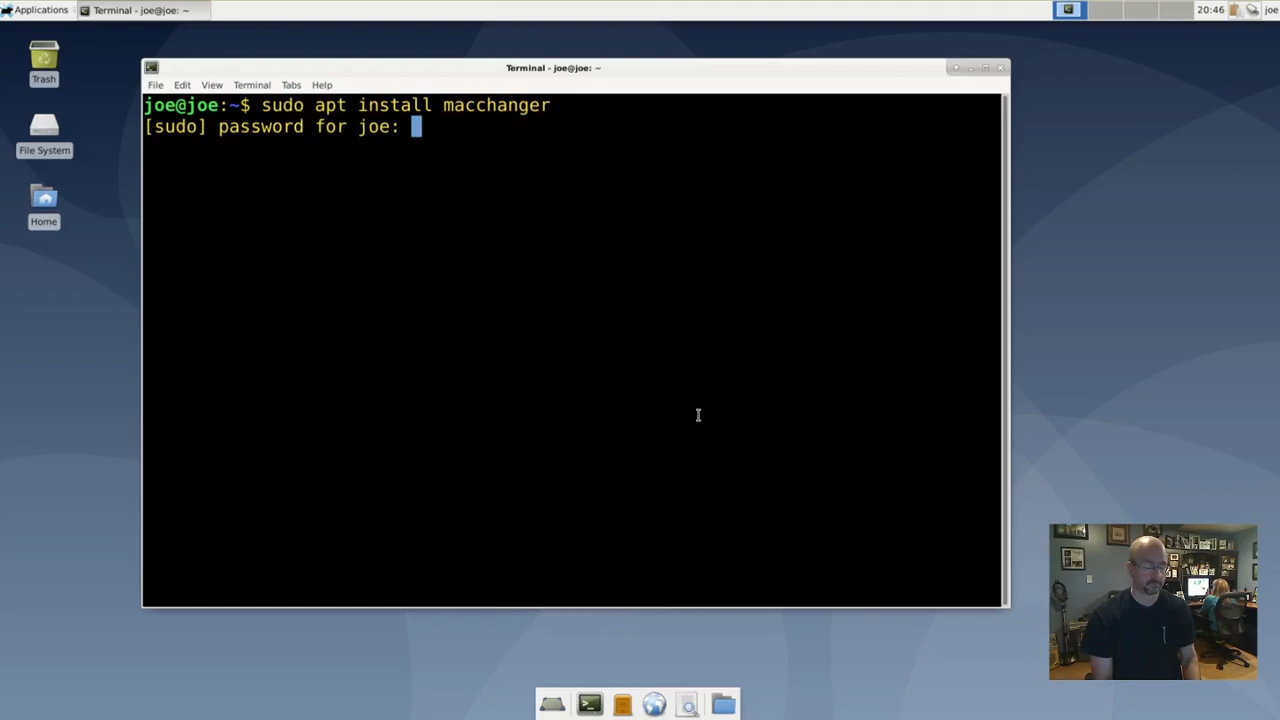 Applications
Terminal - joe@joe: ~
20:46
joe
Trash
File System
Home
Terminal - joe@joe: ~
File Edit View Terminal Tabs Help
joe@joe:~$ sudo apt install macchanger
[sudo] password for joe: